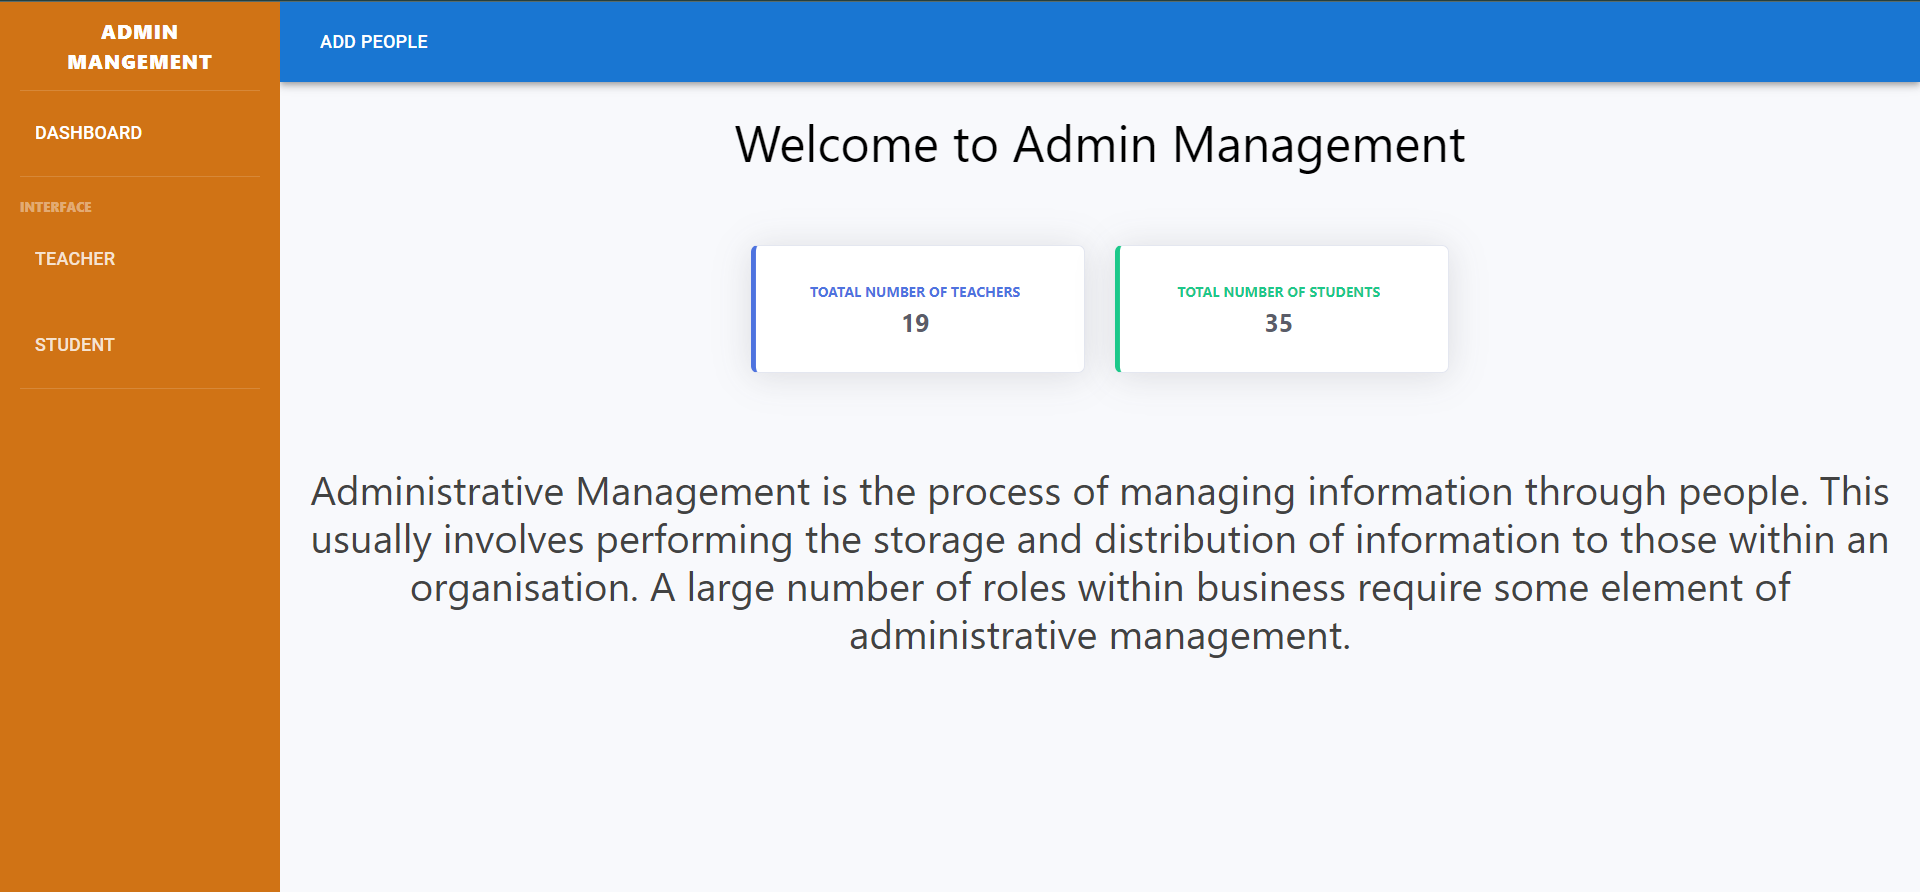 ADMIN
MANGEMENT
DASHBOARD
INTERFACE
TEACHER
STUDENT
ADD PEOPLE
Welcome to Admin Management
TOATAL NUMBER OF TEACHERS
19
TOTAL NUMBER OF STUDENTS
35
Administrative Management is the process of managing information through people. This
usually involves performing the storage and distribution of information to those within an
organisation. A large number of roles within business require some element of
administrative management.